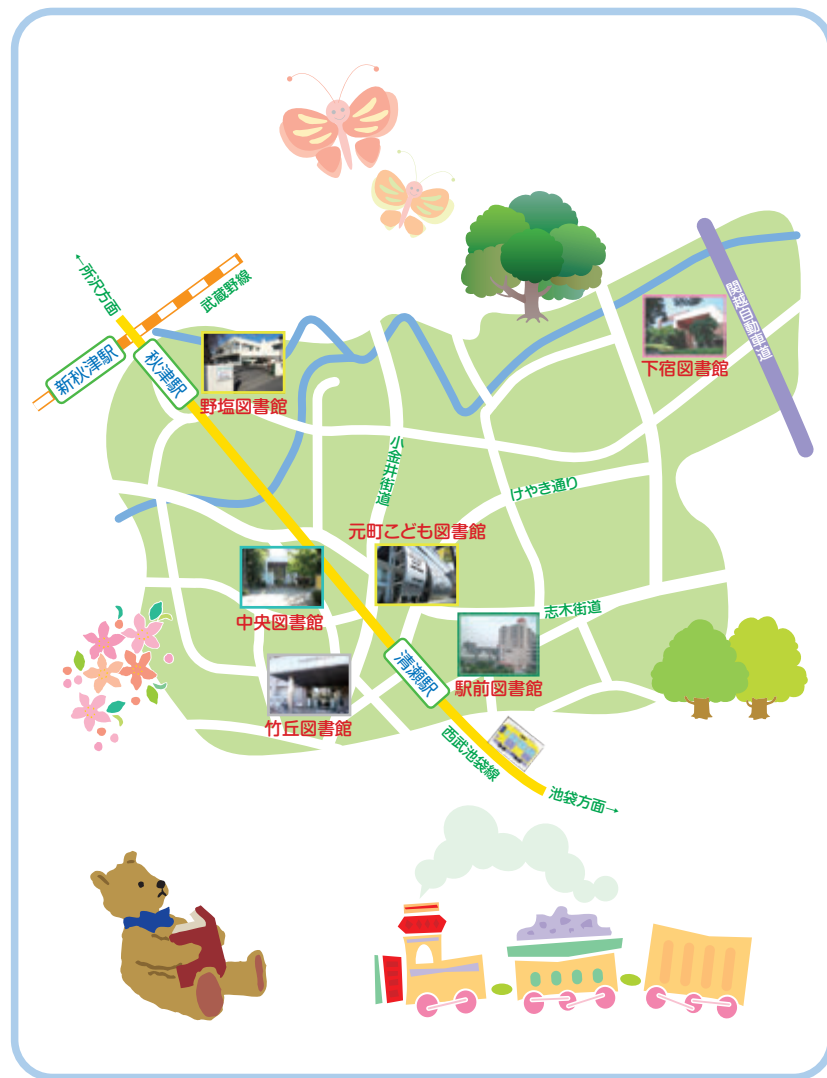 ←所沢方面
武蔵野線
新秋津駅
秋津駅
野塩図書館
関越自動車道
下宿図書館
小金井街道
けやき通り
元町こども図書館
中央図書館
志木街道
清瀬駅
駅前図書館
竹丘図書館
西武池袋線
池袋方面→